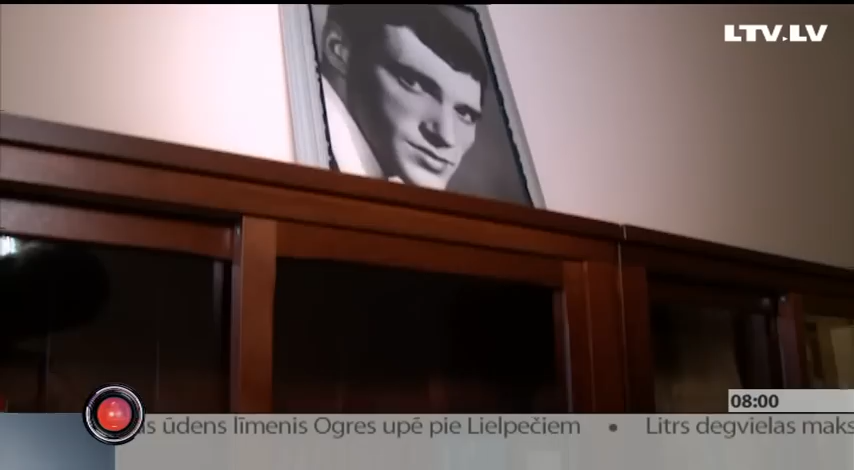 LTV.LV
08:00
ūdens līmenis Ogres upē pie Lielpečiem • Litrs degvielas maks